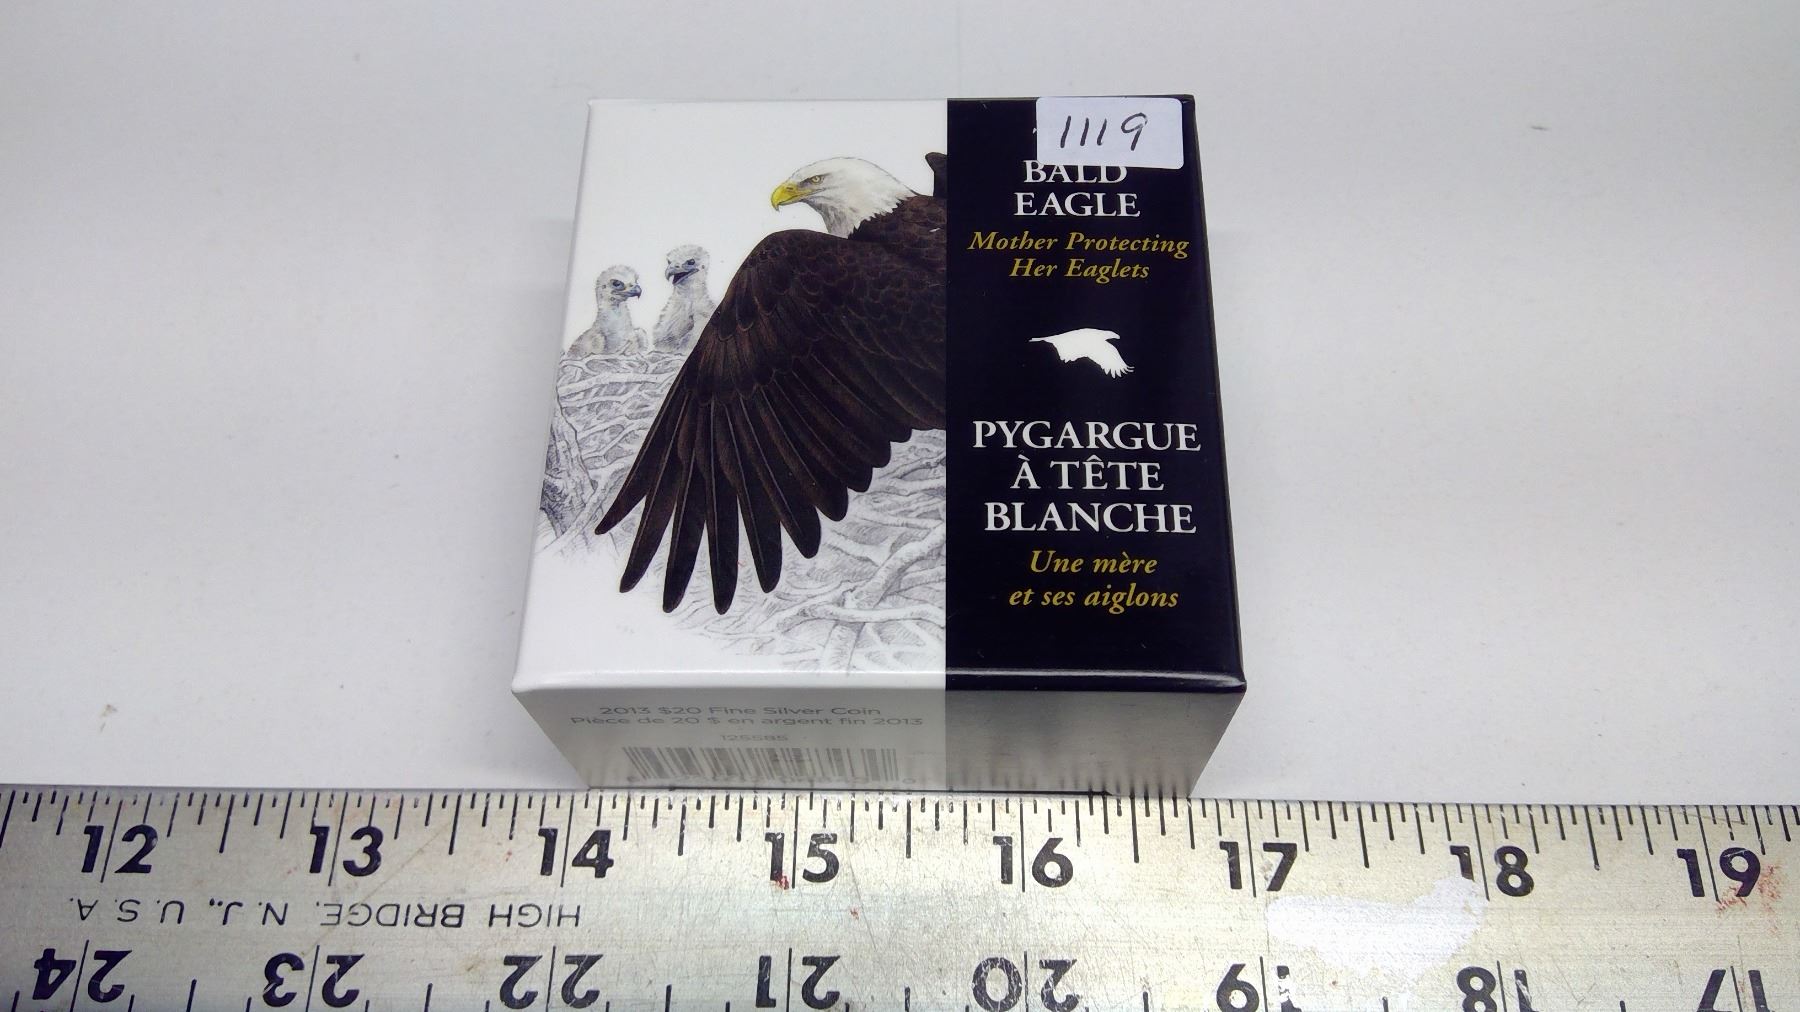 1119
BALD
EAGLE
Mother Protecting
Her Eaglets
PYGARGUE
À TÊTE
BLANCHE
Une mère
et ses aiglons
2013 $20 Fine Silver Coin
Pièce de 20 $ en argent fin 2013
125585
12 13 14 15 16 17 18 19
HIGH BRIDGE, N.J., U.S.A.
24 23 22 21 20 19 18 17